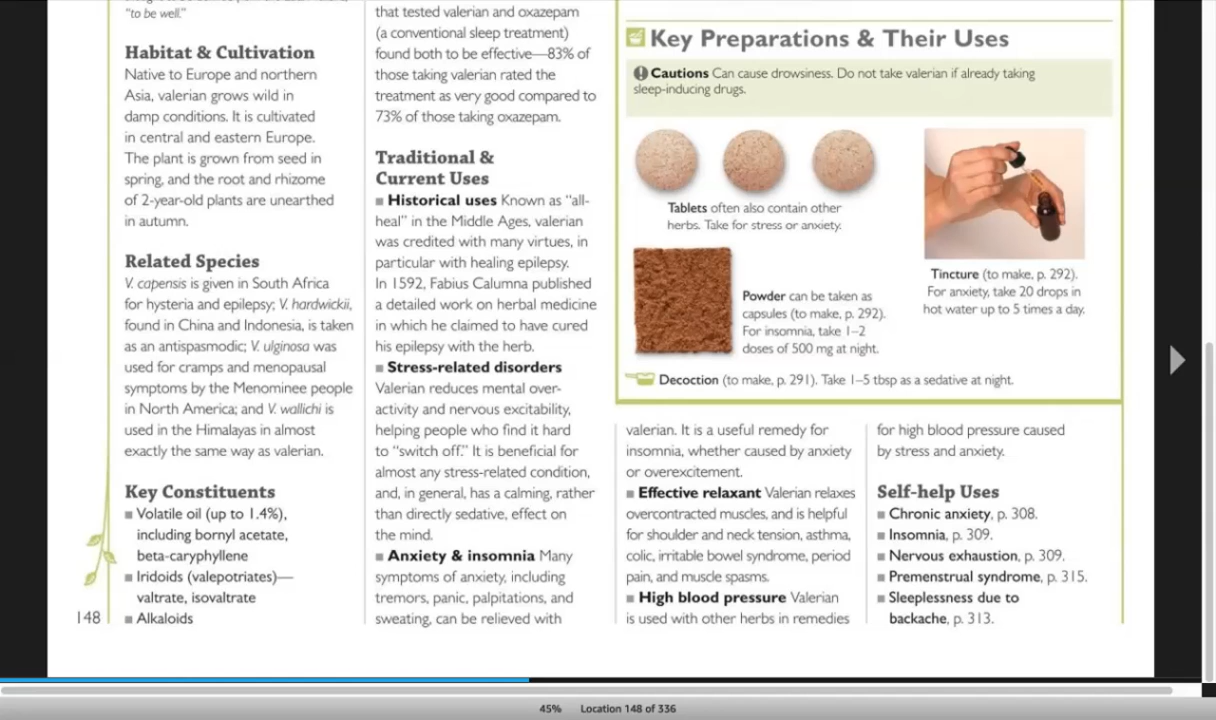 "to be well."
Habitat & Cultivation
Native to Europe and northern
Asia, valerian grows wild in
damp conditions. It is cultivated
in central and eastern Europe.
The plant is grown from seed in
spring, and the root and rhizome
of 2-year-old plants are unearthed
in autumn.
Related Species
V. capensis is given in South Africa
for hysteria and epilepsy; V. hardwickii,
found in China and Indonesia, is taken
as an antispasmodic; V. ulginosa was
used for cramps and menopausal
symptoms by the Menominee people
in North America; and V. wallichi is
used in the Himalayas in almost
exactly the same way as valerian.
Key Constituents
■ Volatile oil (up to 1.4%),
including bornyl acetate,
beta-caryphyllene
■ Iridoids (valepotriates)—
valtrate, isovaltrate
■ Alkaloids
148
that tested valerian and oxazepam
(a conventional sleep treatment)
found both to be effective—83% of
those taking valerian rated the
treatment as very good compared to
73% of those taking oxazepam.
Traditional &
Current Uses
■ Historical uses Known as "all-
heal" in the Middle Ages, valerian
was credited with many virtues, in
particular with healing epilepsy.
In 1592, Fabius Calumna published
a detailed work on herbal medicine
in which he claimed to have cured
his epilepsy with the herb.
■ Stress-related disorders
Valerian reduces mental over-
activity and nervous excitability,
helping people who find it hard
to "switch off." It is beneficial for
almost any stress-related condition,
and, in general, has a calming, rather
than directly sedative, effect on
the mind.
■ Anxiety & insomnia Many
symptoms of anxiety, including
tremors, panic, palpitations, and
sweating, can be relieved with
Key Preparations & Their Uses
Cautions Can cause drowsiness. Do not take valerian if already taking
sleep-inducing drugs.
Tablets often also contain other
herbs. Take for stress or anxiety.
Powder can be taken as
capsules (to make, p. 292).
For insomnia, take 1–2
doses of 500 mg at night.
Tincture (to make, p. 292).
For anxiety, take 20 drops in
hot water up to 5 times a day.
Decoction (to make, p. 291). Take 1–5 tbsp as a sedative at night.
valerian. It is a useful remedy for
insomnia, whether caused by anxiety
or overexcitement.
■ Effective relaxant Valerian relaxes
overcontracted muscles, and is helpful
for shoulder and neck tension, asthma,
colic, irritable bowel syndrome, period
pain, and muscle spasms.
■ High blood pressure Valerian
is used with other herbs in remedies
for high blood pressure caused
by stress and anxiety.
Self-help Uses
■ Chronic anxiety, p. 308.
■ Insomnia, p. 309.
■ Nervous exhaustion, p. 309.
■ Premenstrual syndrome, p. 315.
■ Sleeplessness due to
backache, p. 313.
45% Location 148 of 336